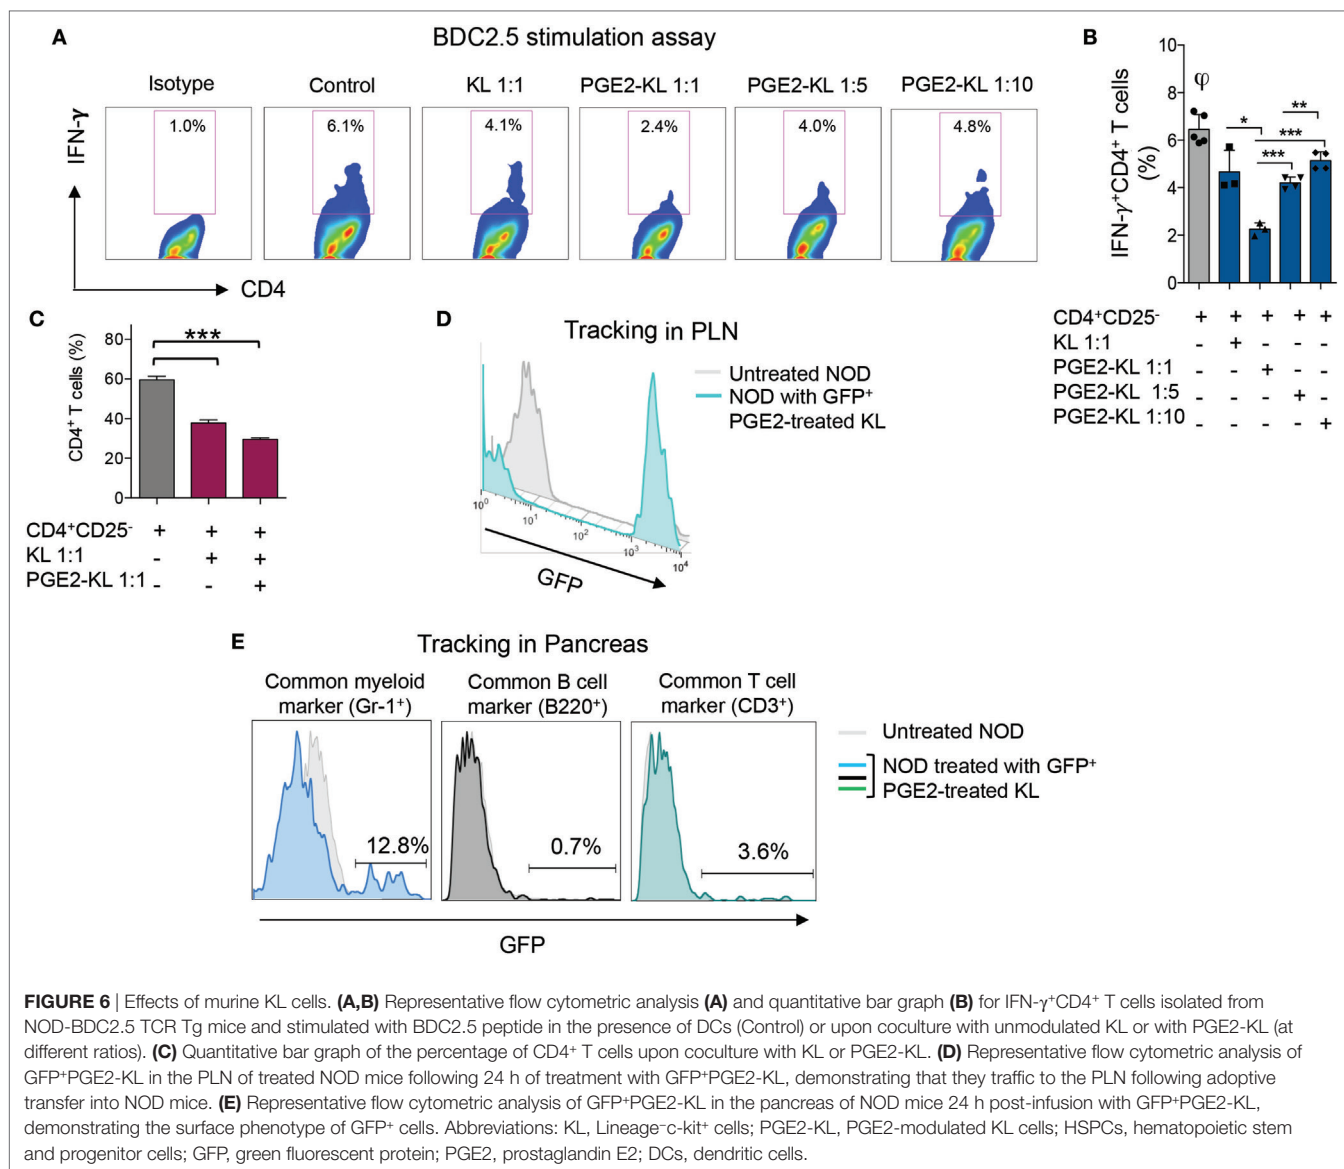 A
BDC2.5 stimulation assay
Isotype
Control
KL 1:1
PGE2-KL 1:1
PGE2-KL 1:5
PGE2-KL 1:10
IFN-γ
1.0%
6.1%
4.1%
2.4%
4.0%
4.8%
CD4
B
IFN-γ⁺CD4⁺ T cells
(%)
10
8
6
4
2
0
φ
*
**
***
***
CD4⁺CD25⁻ + + + + +
KL 1:1 - + - - -
PGE2-KL 1:1 - - + - -
PGE2-KL 1:5 - - - + -
PGE2-KL 1:10 - - - - +
C
CD4⁺ T cells (%)
80
60
40
20
0
***
CD4⁺CD25⁻ + + +
KL 1:1 - + +
PGE2-KL 1:1 - - +
D
Tracking in PLN
Untreated NOD
NOD with GFP⁺
PGE2-treated KL
10⁰
10¹
10²
10³
10⁴
GFP
E
Tracking in Pancreas
Common myeloid
marker (Gr-1⁺)
Common B cell
marker (B220⁺)
Common T cell
marker (CD3⁺)
12.8%
0.7%
3.6%
Untreated NOD
NOD treated with GFP⁺
PGE2-treated KL
GFP
FIGURE 6 | Effects of murine KL cells. (A,B) Representative flow cytometric analysis (A) and quantitative bar graph (B) for IFN-γ⁺CD4⁺ T cells isolated from
NOD-BDC2.5 TCR Tg mice and stimulated with BDC2.5 peptide in the presence of DCs (Control) or upon coculture with unmodulated KL or with PGE2-KL (at
different ratios). (C) Quantitative bar graph of the percentage of CD4⁺ T cells upon coculture with KL or PGE2-KL. (D) Representative flow cytometric analysis of
GFP⁺PGE2-KL in the PLN of treated NOD mice following 24 h of treatment with GFP⁺PGE2-KL, demonstrating that they traffic to the PLN following adoptive
transfer into NOD mice. (E) Representative flow cytometric analysis of GFP⁺PGE2-KL in the pancreas of NOD mice 24 h post-infusion with GFP⁺PGE2-KL,
demonstrating the surface phenotype of GFP⁺ cells. Abbreviations: KL, Lineage⁻c-kit⁺ cells; PGE2-KL, PGE2-modulated KL cells; HSPCs, hematopoietic stem
and progenitor cells; GFP, green fluorescent protein; PGE2, prostaglandin E2; DCs, dendritic cells.